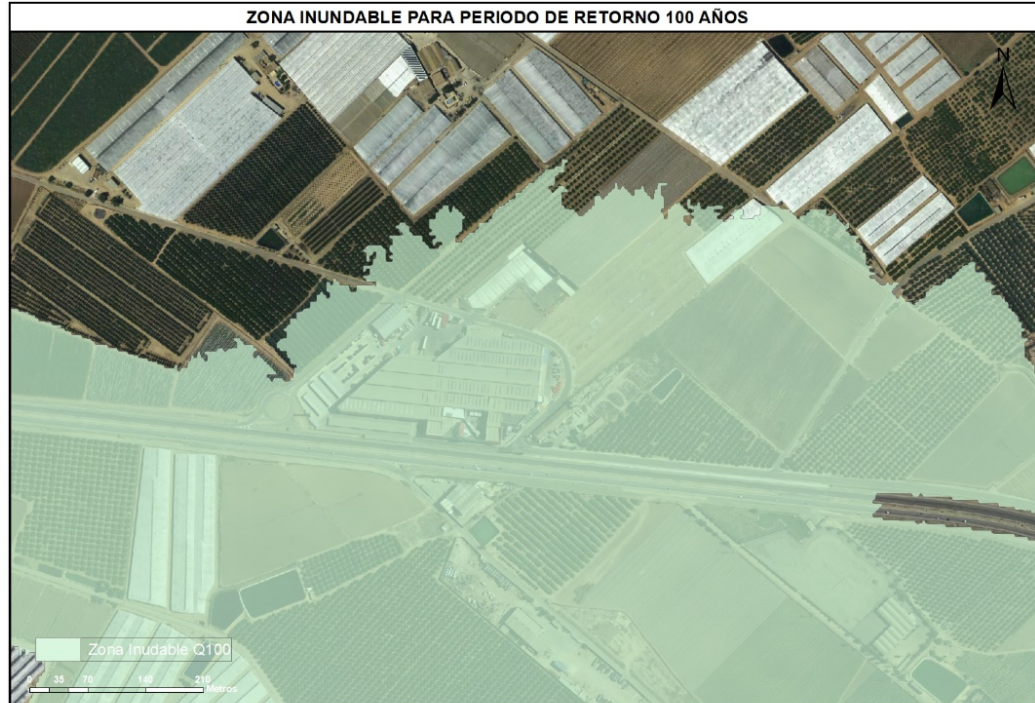 ZONA INUNDABLE PARA PERIODO DE RETORNO 100 AÑOS
N
Zona Inudable Q100
0 35 70 140 210
Metros